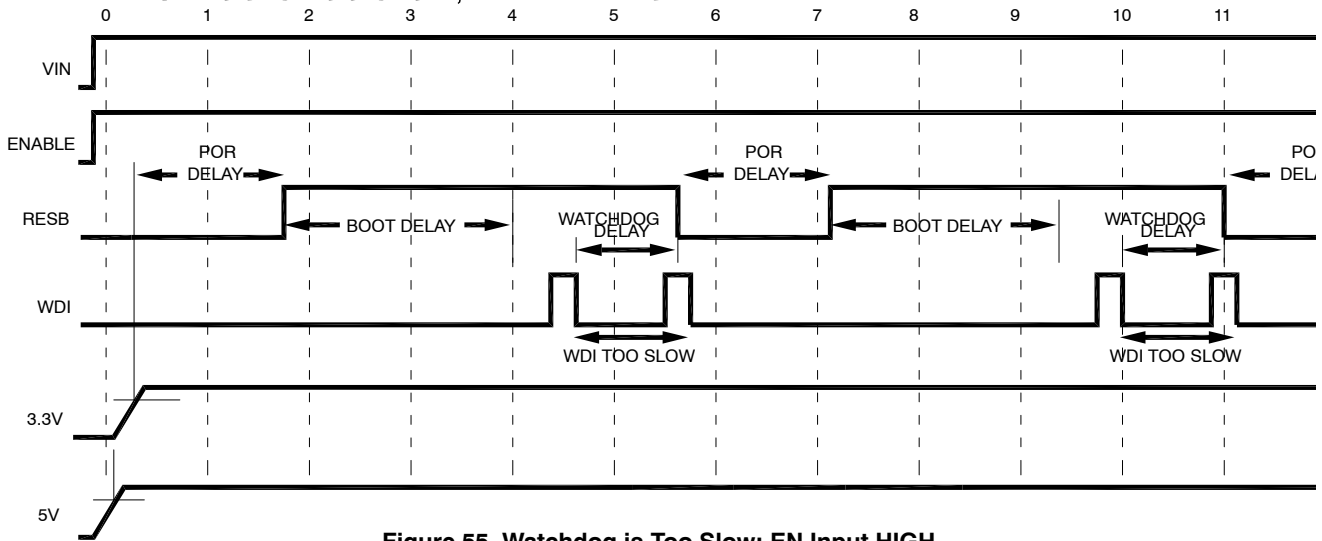 0 1 2 3 4 5 6 7 8 9 10 11
VIN
ENABLE
POR DELAY
POR DELAY
RESB
BOOT DELAY
WATCHDOG DELAY
BOOT DELAY
WATCHDOG DELAY
WDI
WDI TOO SLOW
WDI TOO SLOW
3.3V
5V
Figure 55. Watchdog is Too Slow; EN Input HIGH